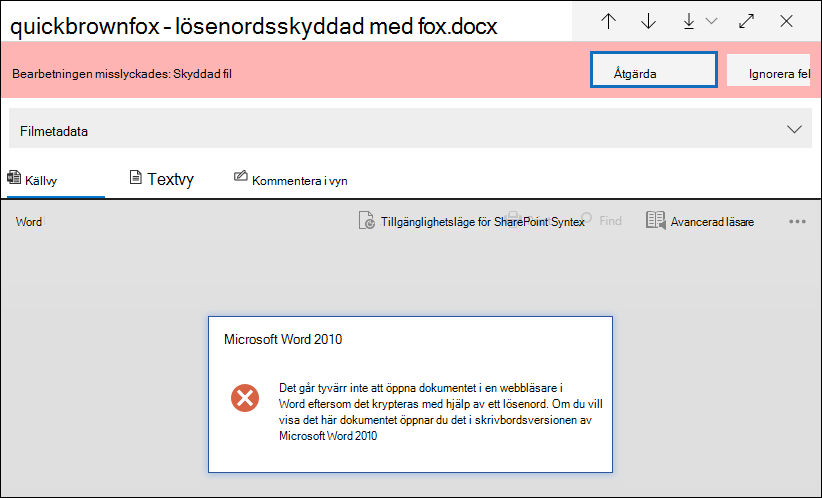 quickbrownfox - lösenordsskyddad med fox.docx
Bearbetningen misslyckades: Skyddad fil
Åtgärda
Ignorera fel
Filmetadata
Källvy
Textvy
Kommentera i vyn
Word
Tillgänglighetsläge för SharePoint Syntex
Find
Avancerad läsare
Microsoft Word 2010
Det går tyvärr inte att öppna dokumentet i en webbläsare i
Word eftersom det krypteras med hjälp av ett lösenord. Om du vill
visa det här dokumentet öppnar du det i skrivbordsversionen av
Microsoft Word 2010